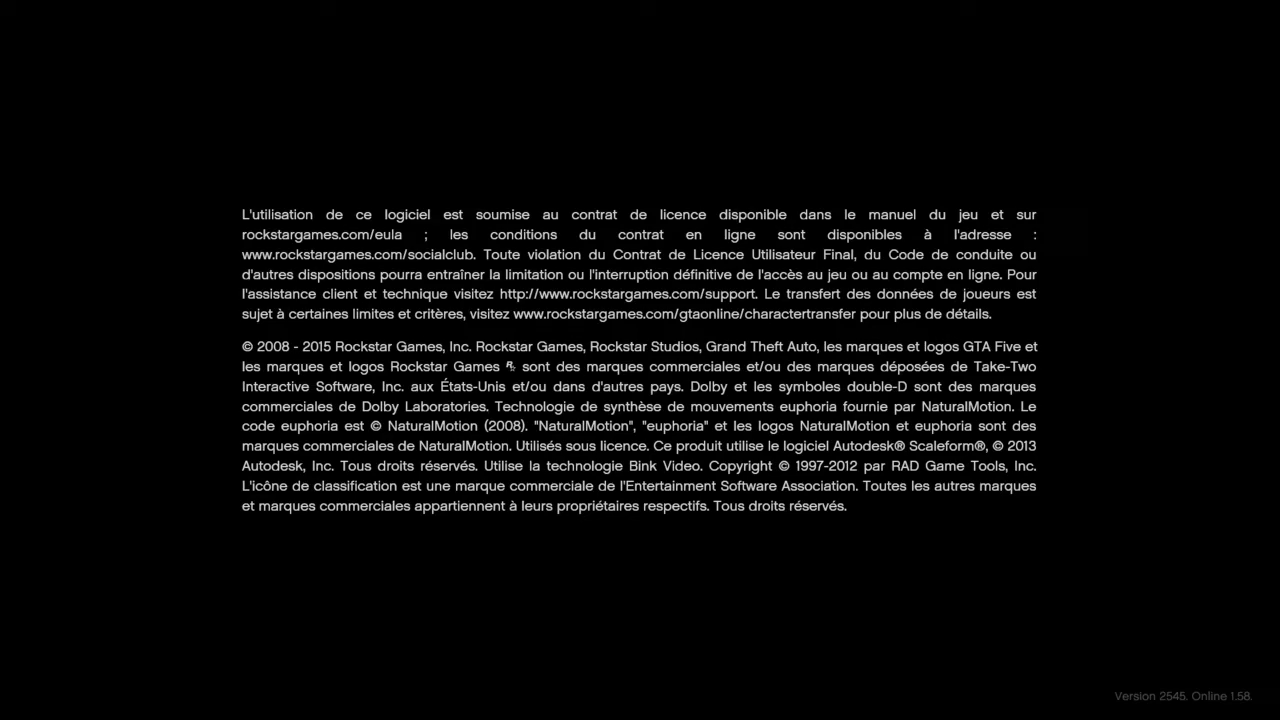 L'utilisation de ce logiciel est soumise au contrat de licence disponible dans le manuel du jeu et sur
rockstargames.com/eula ; les conditions du contrat en ligne sont disponibles à l'adresse :
www.rockstargames.com/socialclub. Toute violation du Contrat de Licence Utilisateur Final, du Code de conduite ou
d'autres dispositions pourra entraîner la limitation ou l'interruption définitive de l'accès au jeu ou au compte en ligne. Pour
l'assistance client et technique visitez http://www.rockstargames.com/support. Le transfert des données de joueurs est
sujet à certaines limites et critères, visitez www.rockstargames.com/gtaonline/charactertransfer pour plus de détails.
© 2008 - 2015 Rockstar Games, Inc. Rockstar Games, Rockstar Studios, Grand Theft Auto, les marques et logos GTA Five et
les marques et logos Rockstar Games R* sont des marques commerciales et/ou des marques déposées de Take-Two
Interactive Software, Inc. aux États-Unis et/ou dans d'autres pays. Dolby et les symboles double-D sont des marques
commerciales de Dolby Laboratories. Technologie de synthèse de mouvements euphoria fournie par NaturalMotion. Le
code euphoria est © NaturalMotion (2008). "NaturalMotion", "euphoria" et les logos NaturalMotion et euphoria sont des
marques commerciales de NaturalMotion. Utilisés sous licence. Ce produit utilise le logiciel Autodesk® Scaleform®, © 2013
Autodesk, Inc. Tous droits réservés. Utilise la technologie Bink Video. Copyright © 1997-2012 par RAD Game Tools, Inc.
L'icône de classification est une marque commerciale de l'Entertainment Software Association. Toutes les autres marques
et marques commerciales appartiennent à leurs propriétaires respectifs. Tous droits réservés.
Version 2545. Online 1.58.